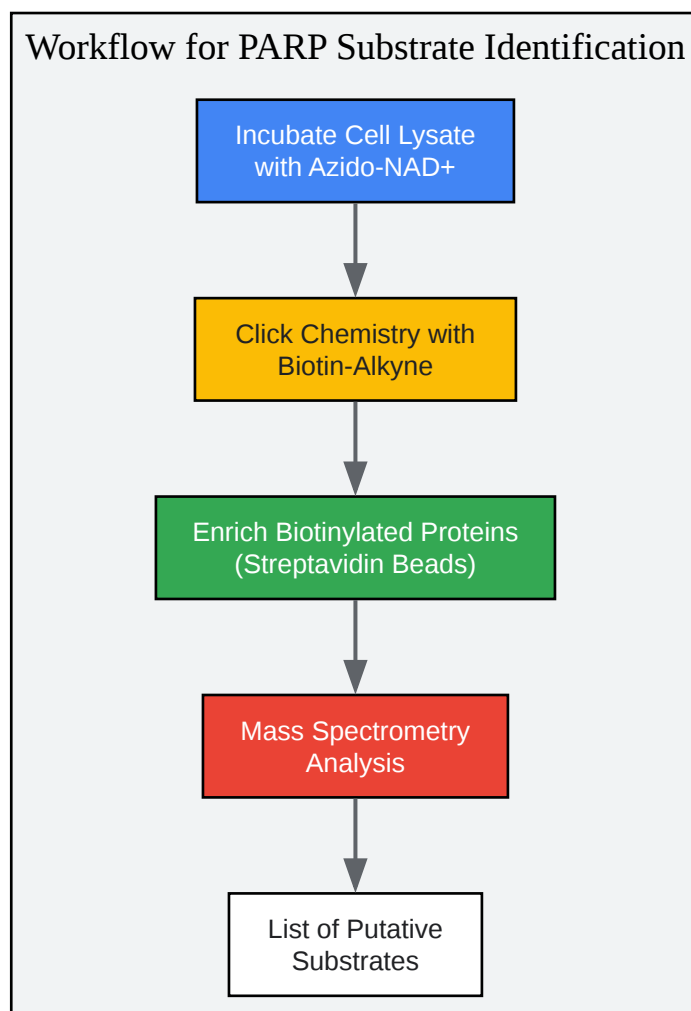 Workflow for PARP Substrate Identification
Incubate Cell Lysate
with Azido-NAD+
Click Chemistry with
Biotin-Alkyne
Enrich Biotinylated Proteins
(Streptavidin Beads)
Mass Spectrometry
Analysis
List of Putative
Substrates